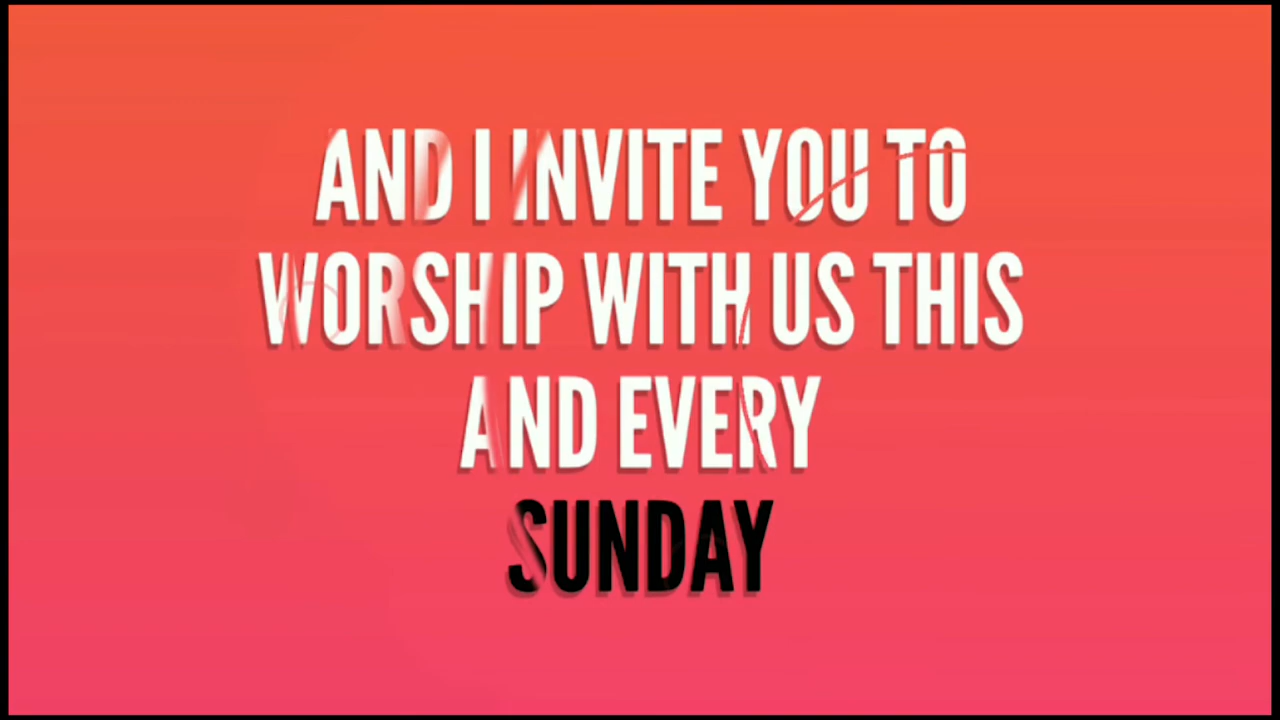 AND I INVITE YOU TO
WORSHIP WITH US THIS
AND EVERY
SUNDAY